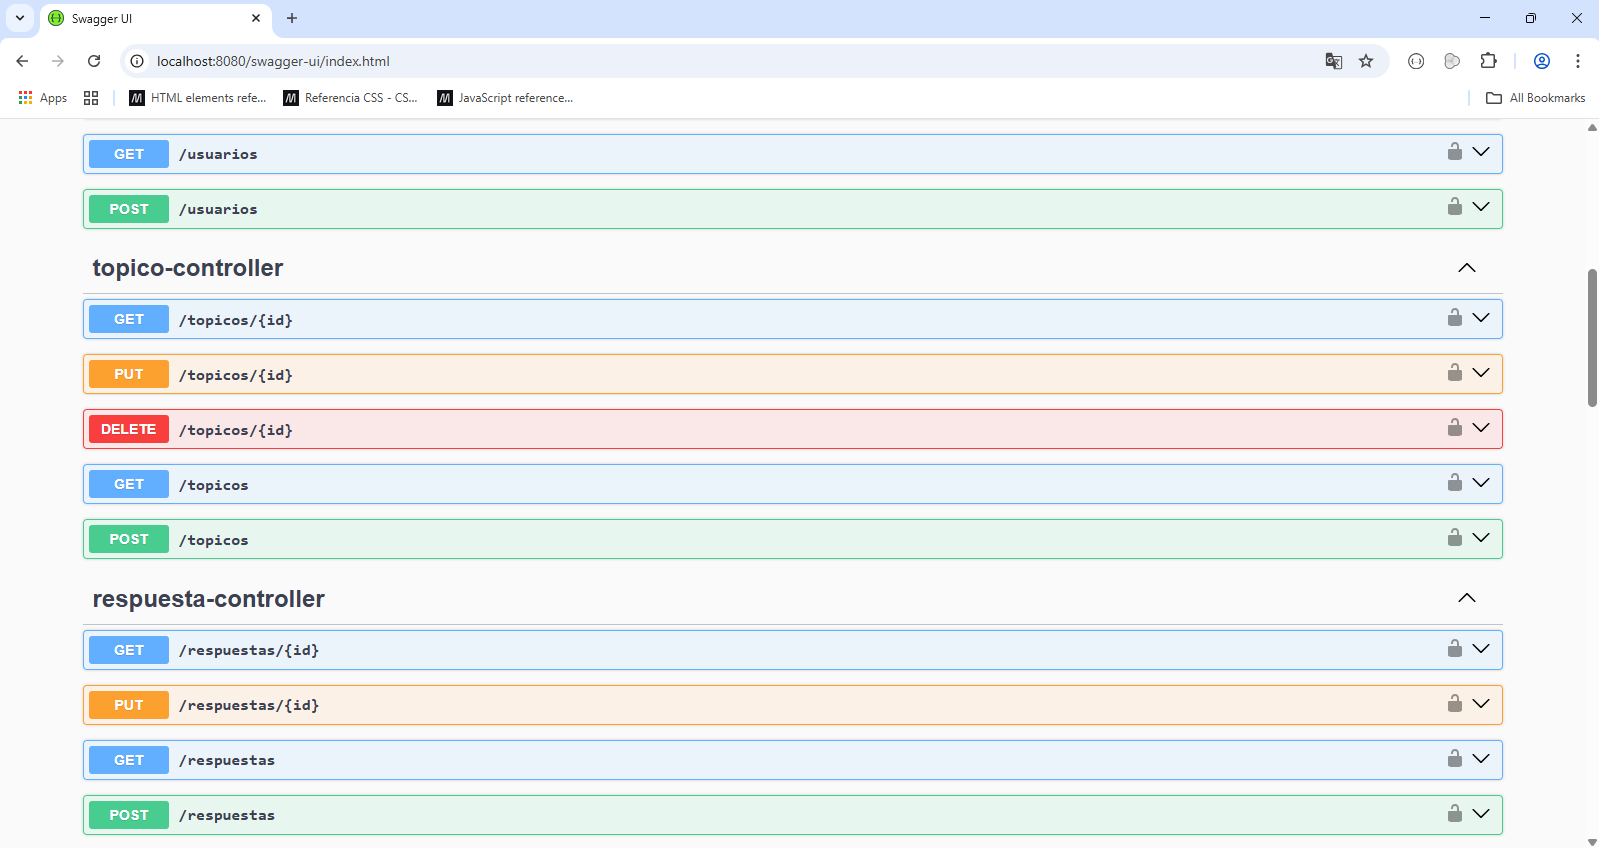 Swagger UI
localhost:8080/swagger-ui/index.html
Apps
HTML elements refe...
Referencia CSS - CS...
JavaScript reference...
All Bookmarks
GET /usuarios
POST /usuarios
topico-controller
GET /topicos/{id}
PUT /topicos/{id}
DELETE /topicos/{id}
GET /topicos
POST /topicos
respuesta-controller
GET /respuestas/{id}
PUT /respuestas/{id}
GET /respuestas
POST /respuestas